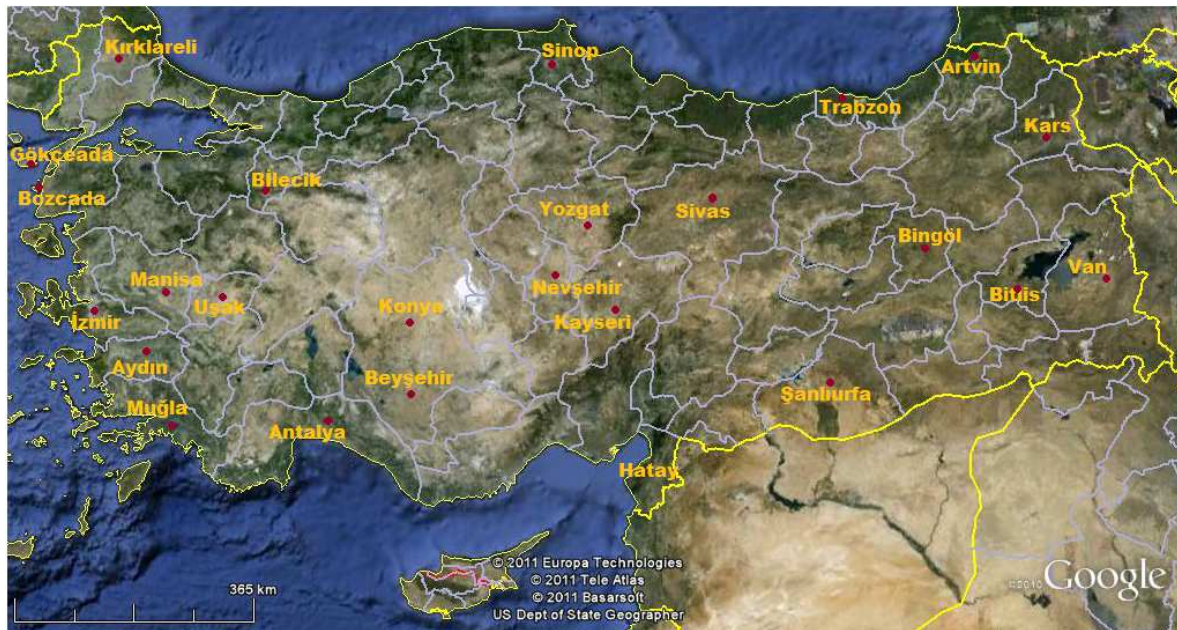 Kırklareli
Sinop
Artvin
Trabzon
Kars
Gökçeada
Bozcada
Bilecik
Yozgat
Sivas
Bingöl
Van
Manisa
Uşak
Nevşehir
Bitlis
İzmir
Konya
Kayseri
Aydın
Beyşehir
Şanlıurfa
Muğla
Antalya
Hatay
© 2011 Europa Technologies
© 2011 Tele Atlas
© 2011 Basarsoft
US Dept of State Geographer
365 km
©2010 Google